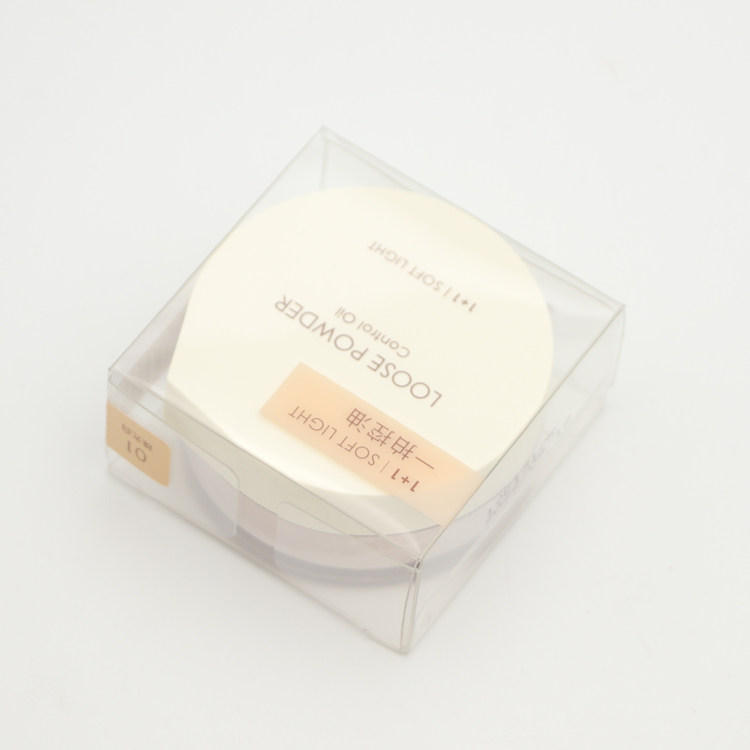 1+1 | SOFT LIGHT
一拍控油
LOOSE POWDER
Control Oil
1+1 | SOFT LIGHT
01